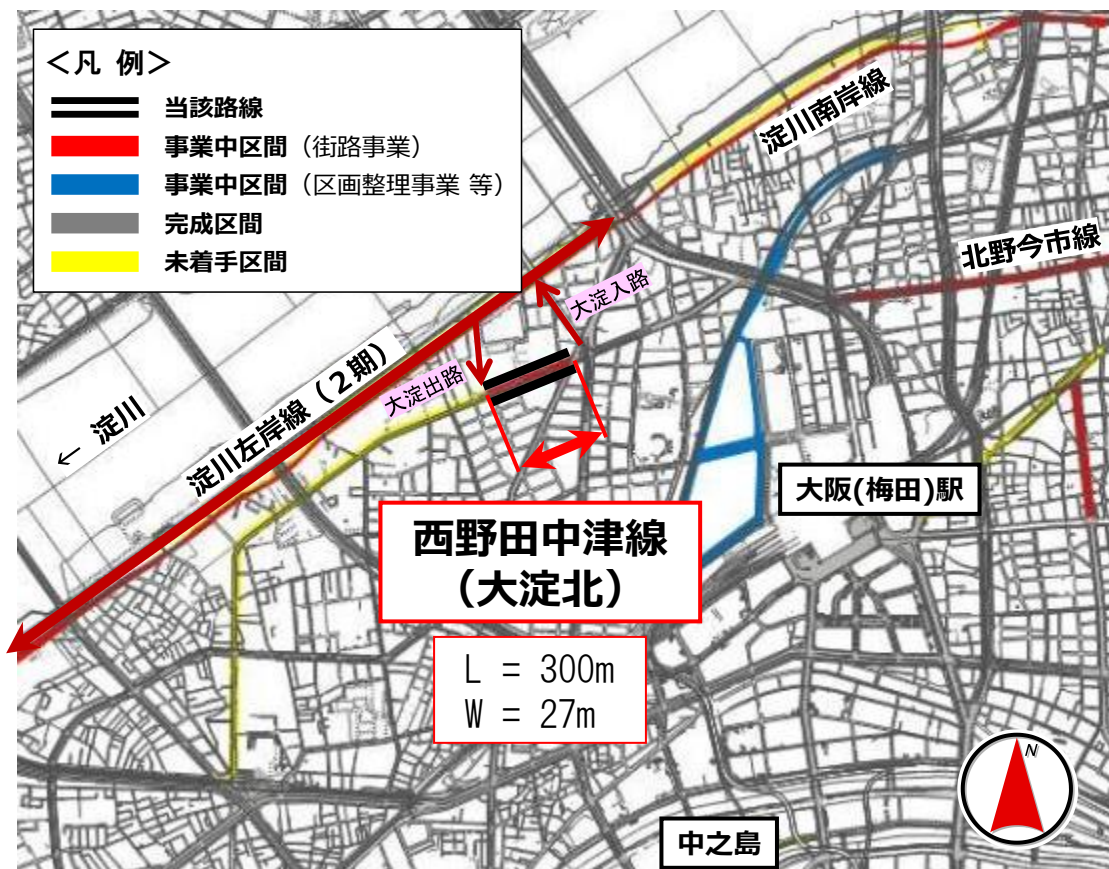 ＜凡 例＞
当該路線
事業中区間（街路事業）
事業中区間（区画整理事業 等）
完成区間
未着手区間
淀川南岸線
北野今市線
大淀入路
大淀出路
淀川左岸線（２期）
← 淀川
大阪(梅田)駅
西野田中津線
（大淀北）
L = 300m
W = 27m
N
中之島